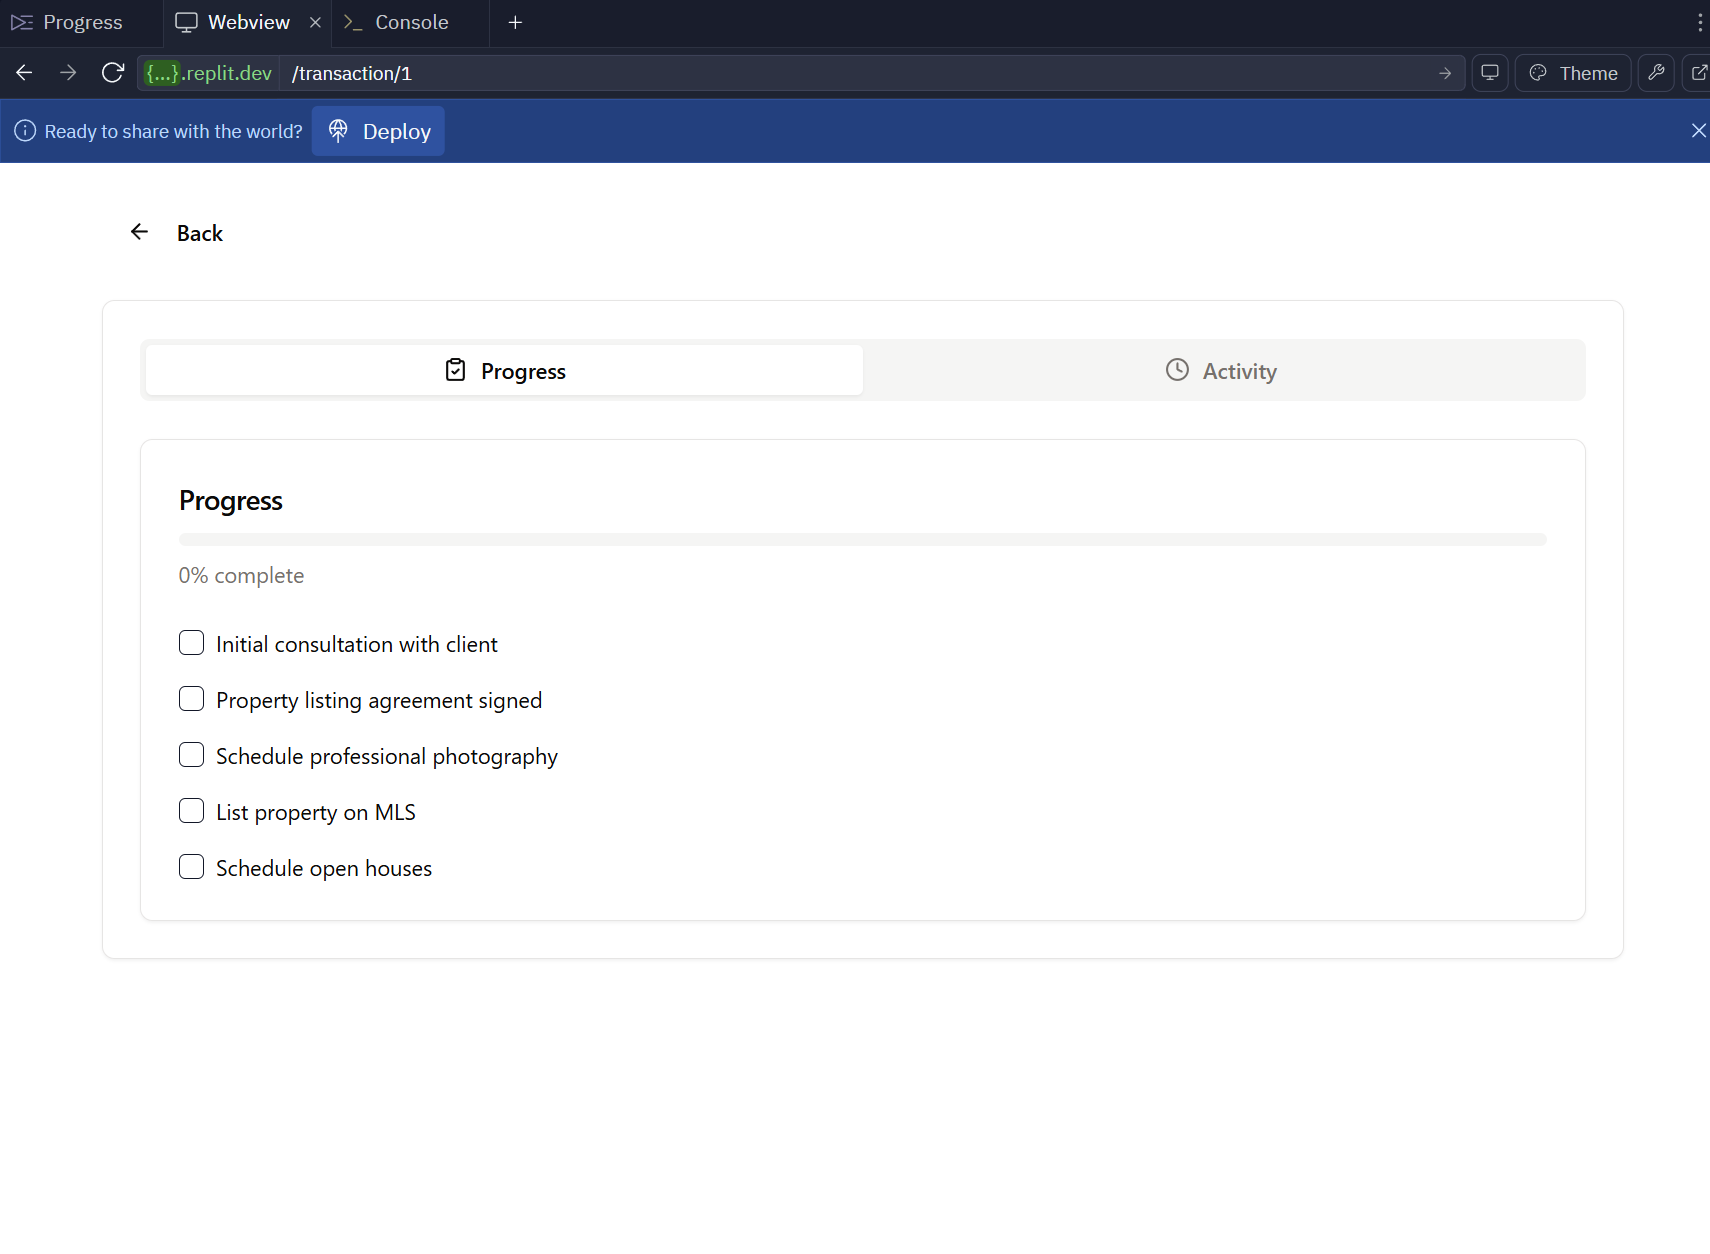 Progress
Webview
Console
{...}.replit.dev
/transaction/1
Theme
Ready to share with the world?
Deploy
Back
Progress
Activity
Progress
0% complete
Initial consultation with client
Property listing agreement signed
Schedule professional photography
List property on MLS
Schedule open houses